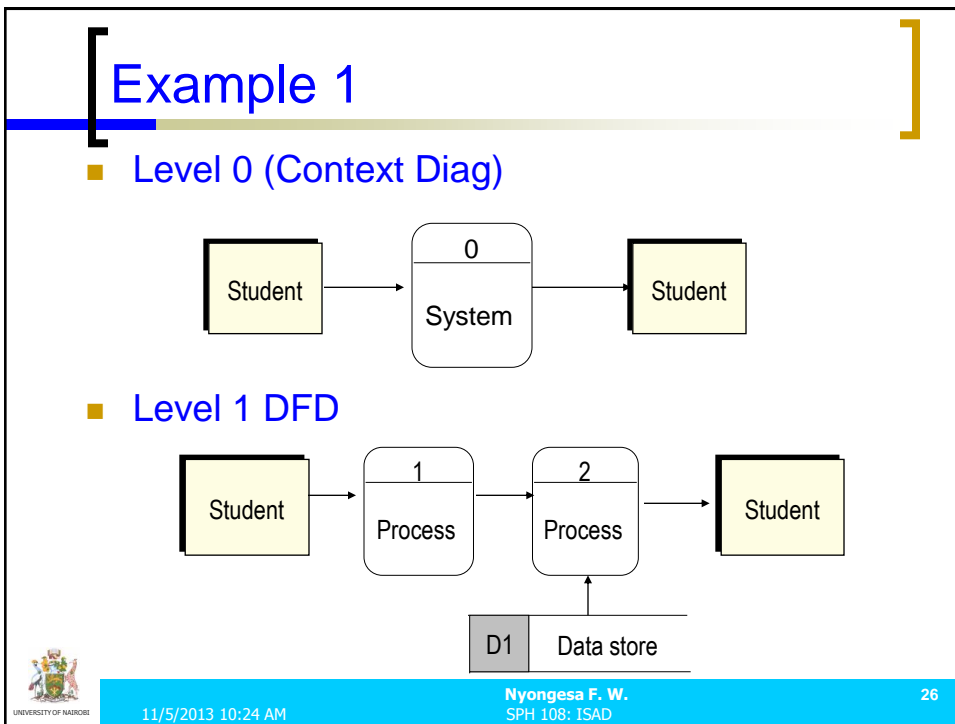 Example 1
Level 0 (Context Diag)
0
Student
System
Student
Level 1 DFD
1
2
Student
Process
Process
Student
D1
Data store
UNIVERSITY OF NAIROBI
11/5/2013 10:24 AM
Nyongesa F. W.
SPH 108: ISAD
26